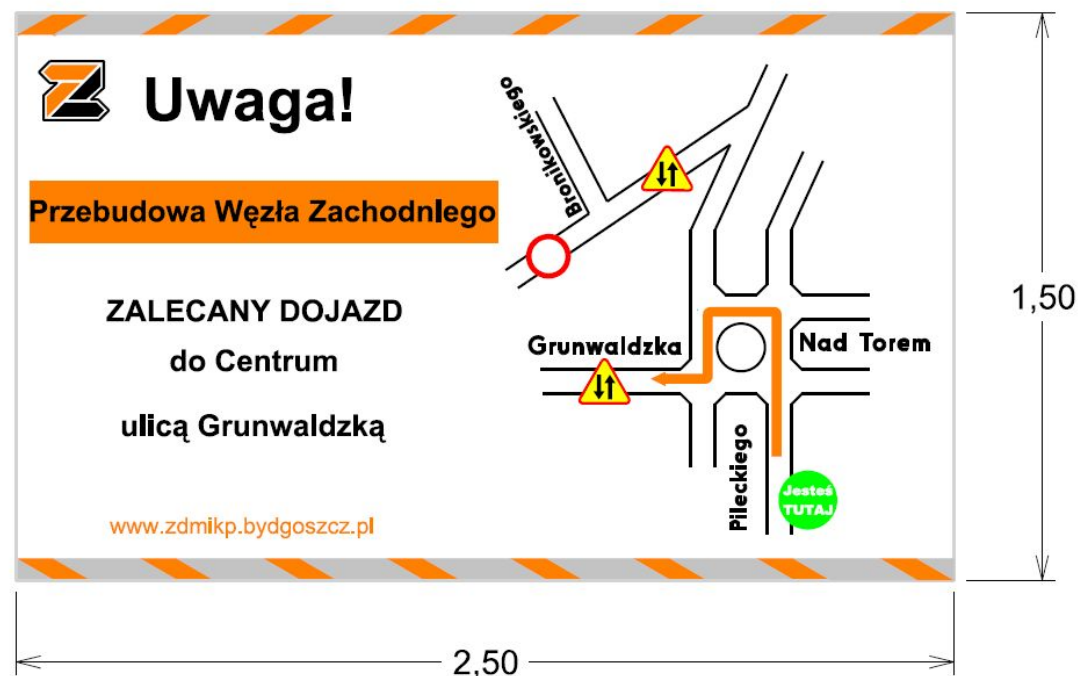 Uwaga!
Przebudowa Węzła Zachodniego
ZALECANY DOJAZD
do Centrum
ulicą Grunwaldzką
www.zdmikp.bydgoszcz.pl
Bronikowskiego
Grunwaldzka
Nad Torem
Pileckiego
Jesteś
TUTAJ
1,50
2,50